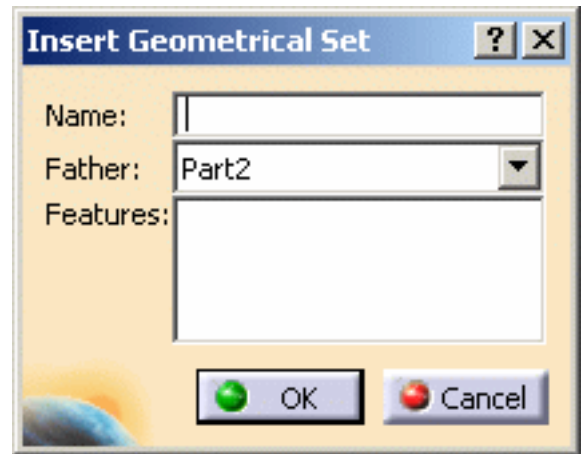 Insert Geometrical Set ?
Name:
Father: Part2
Features:
OK Cancel